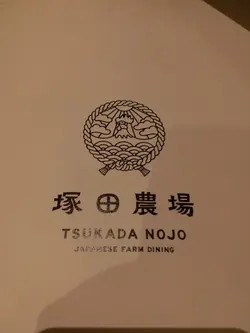 塚田農場
TSUKADA NOJO
JAPANESE FARM DINING